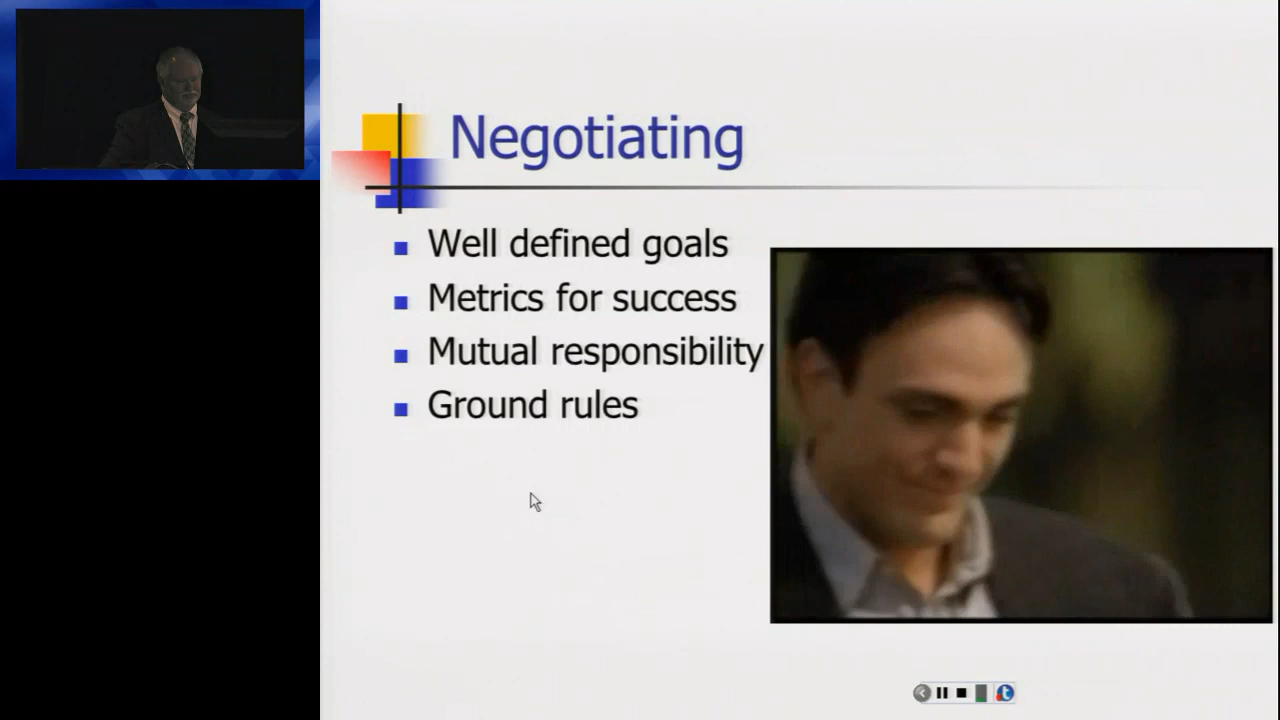 Negotiating
Well defined goals
Metrics for success
Mutual responsibility
Ground rules